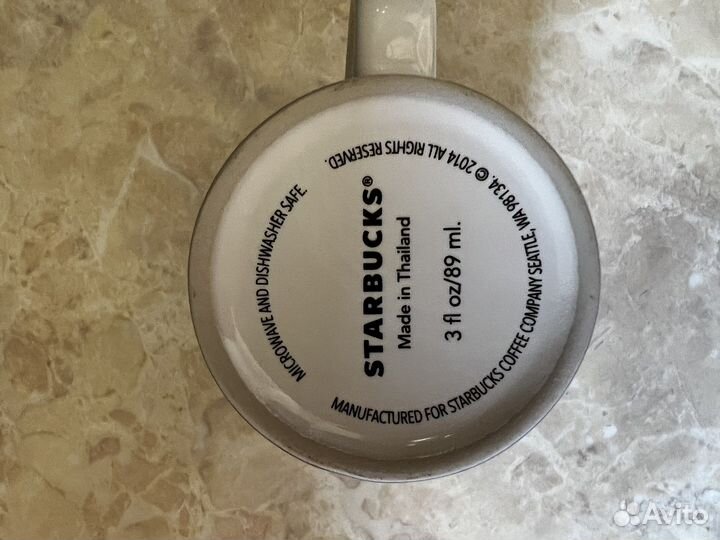 STARBUCKS®
Made in Thailand
3 fl oz/89 ml.
MICROWAVE AND DISHWASHER SAFE.
MANUFACTURED FOR STARBUCKS COFFEE COMPANY SEATTLE, WA 98134. © 2014 ALL RIGHTS RESERVED.
Avito